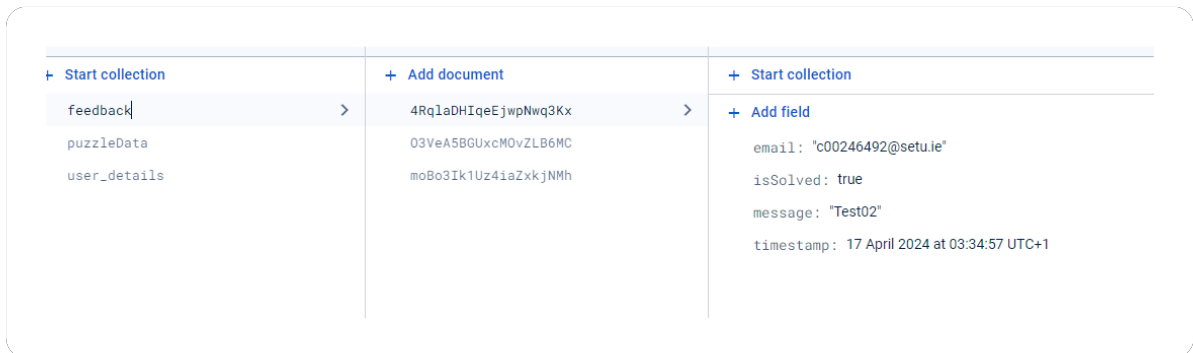 + Start collection
feedback
puzzleData
user_details
+ Add document
4RqlaDHIqeEjwpNwq3Kx
O3VeA5BGUxcMOvZLB6MC
moBo3Ik1Uz4iaZxkjNMh
+ Start collection
+ Add field
email: "c00246492@setu.ie"
isSolved: true
message: "Test02"
timestamp: 17 April 2024 at 03:34:57 UTC+1